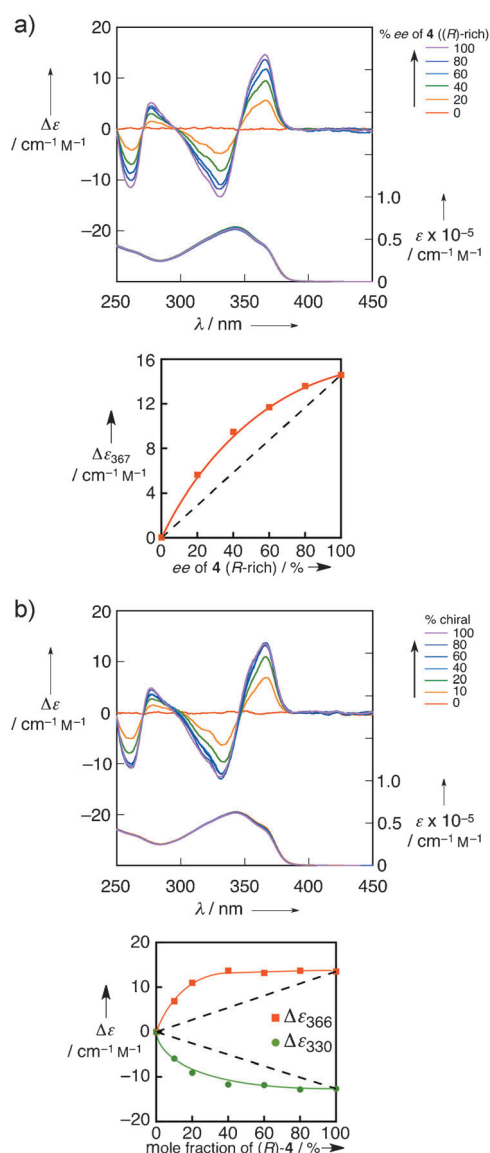 a)
% ee of 4 ((R)-rich)
100
80
60
40
20
0
20
10
0
−10
−20
Δε
/ cm⁻¹ M⁻¹
1.0
0.5
0
ε x 10⁻⁵
/ cm⁻¹ M⁻¹
250 300 350 400 450
λ / nm
16
12
8
4
0
Δε₃₆₇
/ cm⁻¹ M⁻¹
0 20 40 60 80 100
ee of 4 (R-rich) / %
b)
% chiral
100
80
60
40
20
10
0
20
10
0
−10
−20
Δε
/ cm⁻¹ M⁻¹
1.0
0.5
0
ε x 10⁻⁵
/ cm⁻¹ M⁻¹
250 300 350 400 450
λ / nm
20
10
0
−10
−20
Δε
/ cm⁻¹ M⁻¹
Δε₃₆₆
Δε₃₃₀
0 20 40 60 80 100
mole fraction of (R)-4 / %